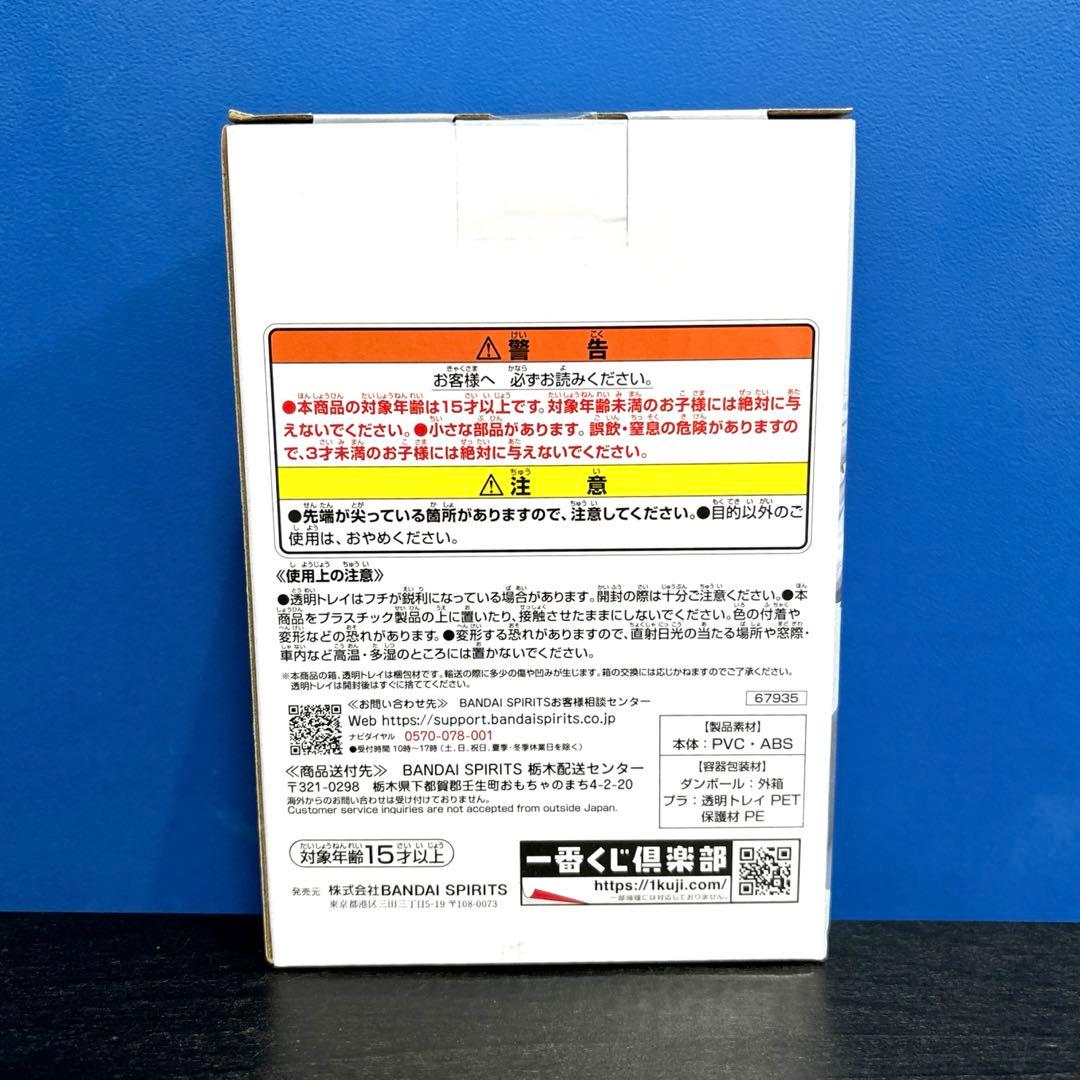 ⚠警告
お客様へ 必ずお読みください。
●本商品の対象年齢は15才以上です。対象年齢未満のお子様には絶対に与
えないでください。●小さな部品があります。誤飲・窒息の危険がありますの
で、3才未満のお子様には絶対に与えないでください。
⚠注意
●先端が尖っている箇所がありますので、注意してください。●目的以外のご
使用は、おやめください。
《使用上の注意》
●透明トレイはフチが鋭利になっている場合があります。開封の際は十分ご注意ください。●本
商品をプラスチック製品の上に置いたり、接触させたままにしないでください。色の付着や
変形などの恐れがあります。●変形する恐れがありますので、直射日光の当たる場所や窓際・
車内など高温・多湿のところには置かないでください。
※本商品の箱、透明トレイは梱包材です。輸送の際に多少の傷や凹みが生じます。箱の交換には応じかねますのでご了承ください。
透明トレイは開封後はすぐに捨ててください。
≪お問い合わせ先≫ BANDAI SPIRITSお客様相談センター
Web https://support.bandaispirits.co.jp
ナビダイヤル 0570-078-001
●受付時間 10時〜17時（土、日、祝日、夏季・冬季休業日を除く）
≪商品送付先≫ BANDAI SPIRITS 栃木配送センター
〒321-0298 栃木県下都賀郡壬生町おもちゃのまち4-2-20
海外からのお問い合わせは受け付けておりません。
Customer service inquiries are not accepted from outside Japan.
67935
【製品素材】
本体：PVC・ABS
【容器包装材】
ダンボール：外箱
プラ：透明トレイ PET
保護材 PE
対象年齢15才以上
発売元 株式会社BANDAI SPIRITS
東京都港区三田三丁目5-19 〒108-0073
一番くじ倶楽部
https://1kuji.com/
一部機種には対応しておりません。